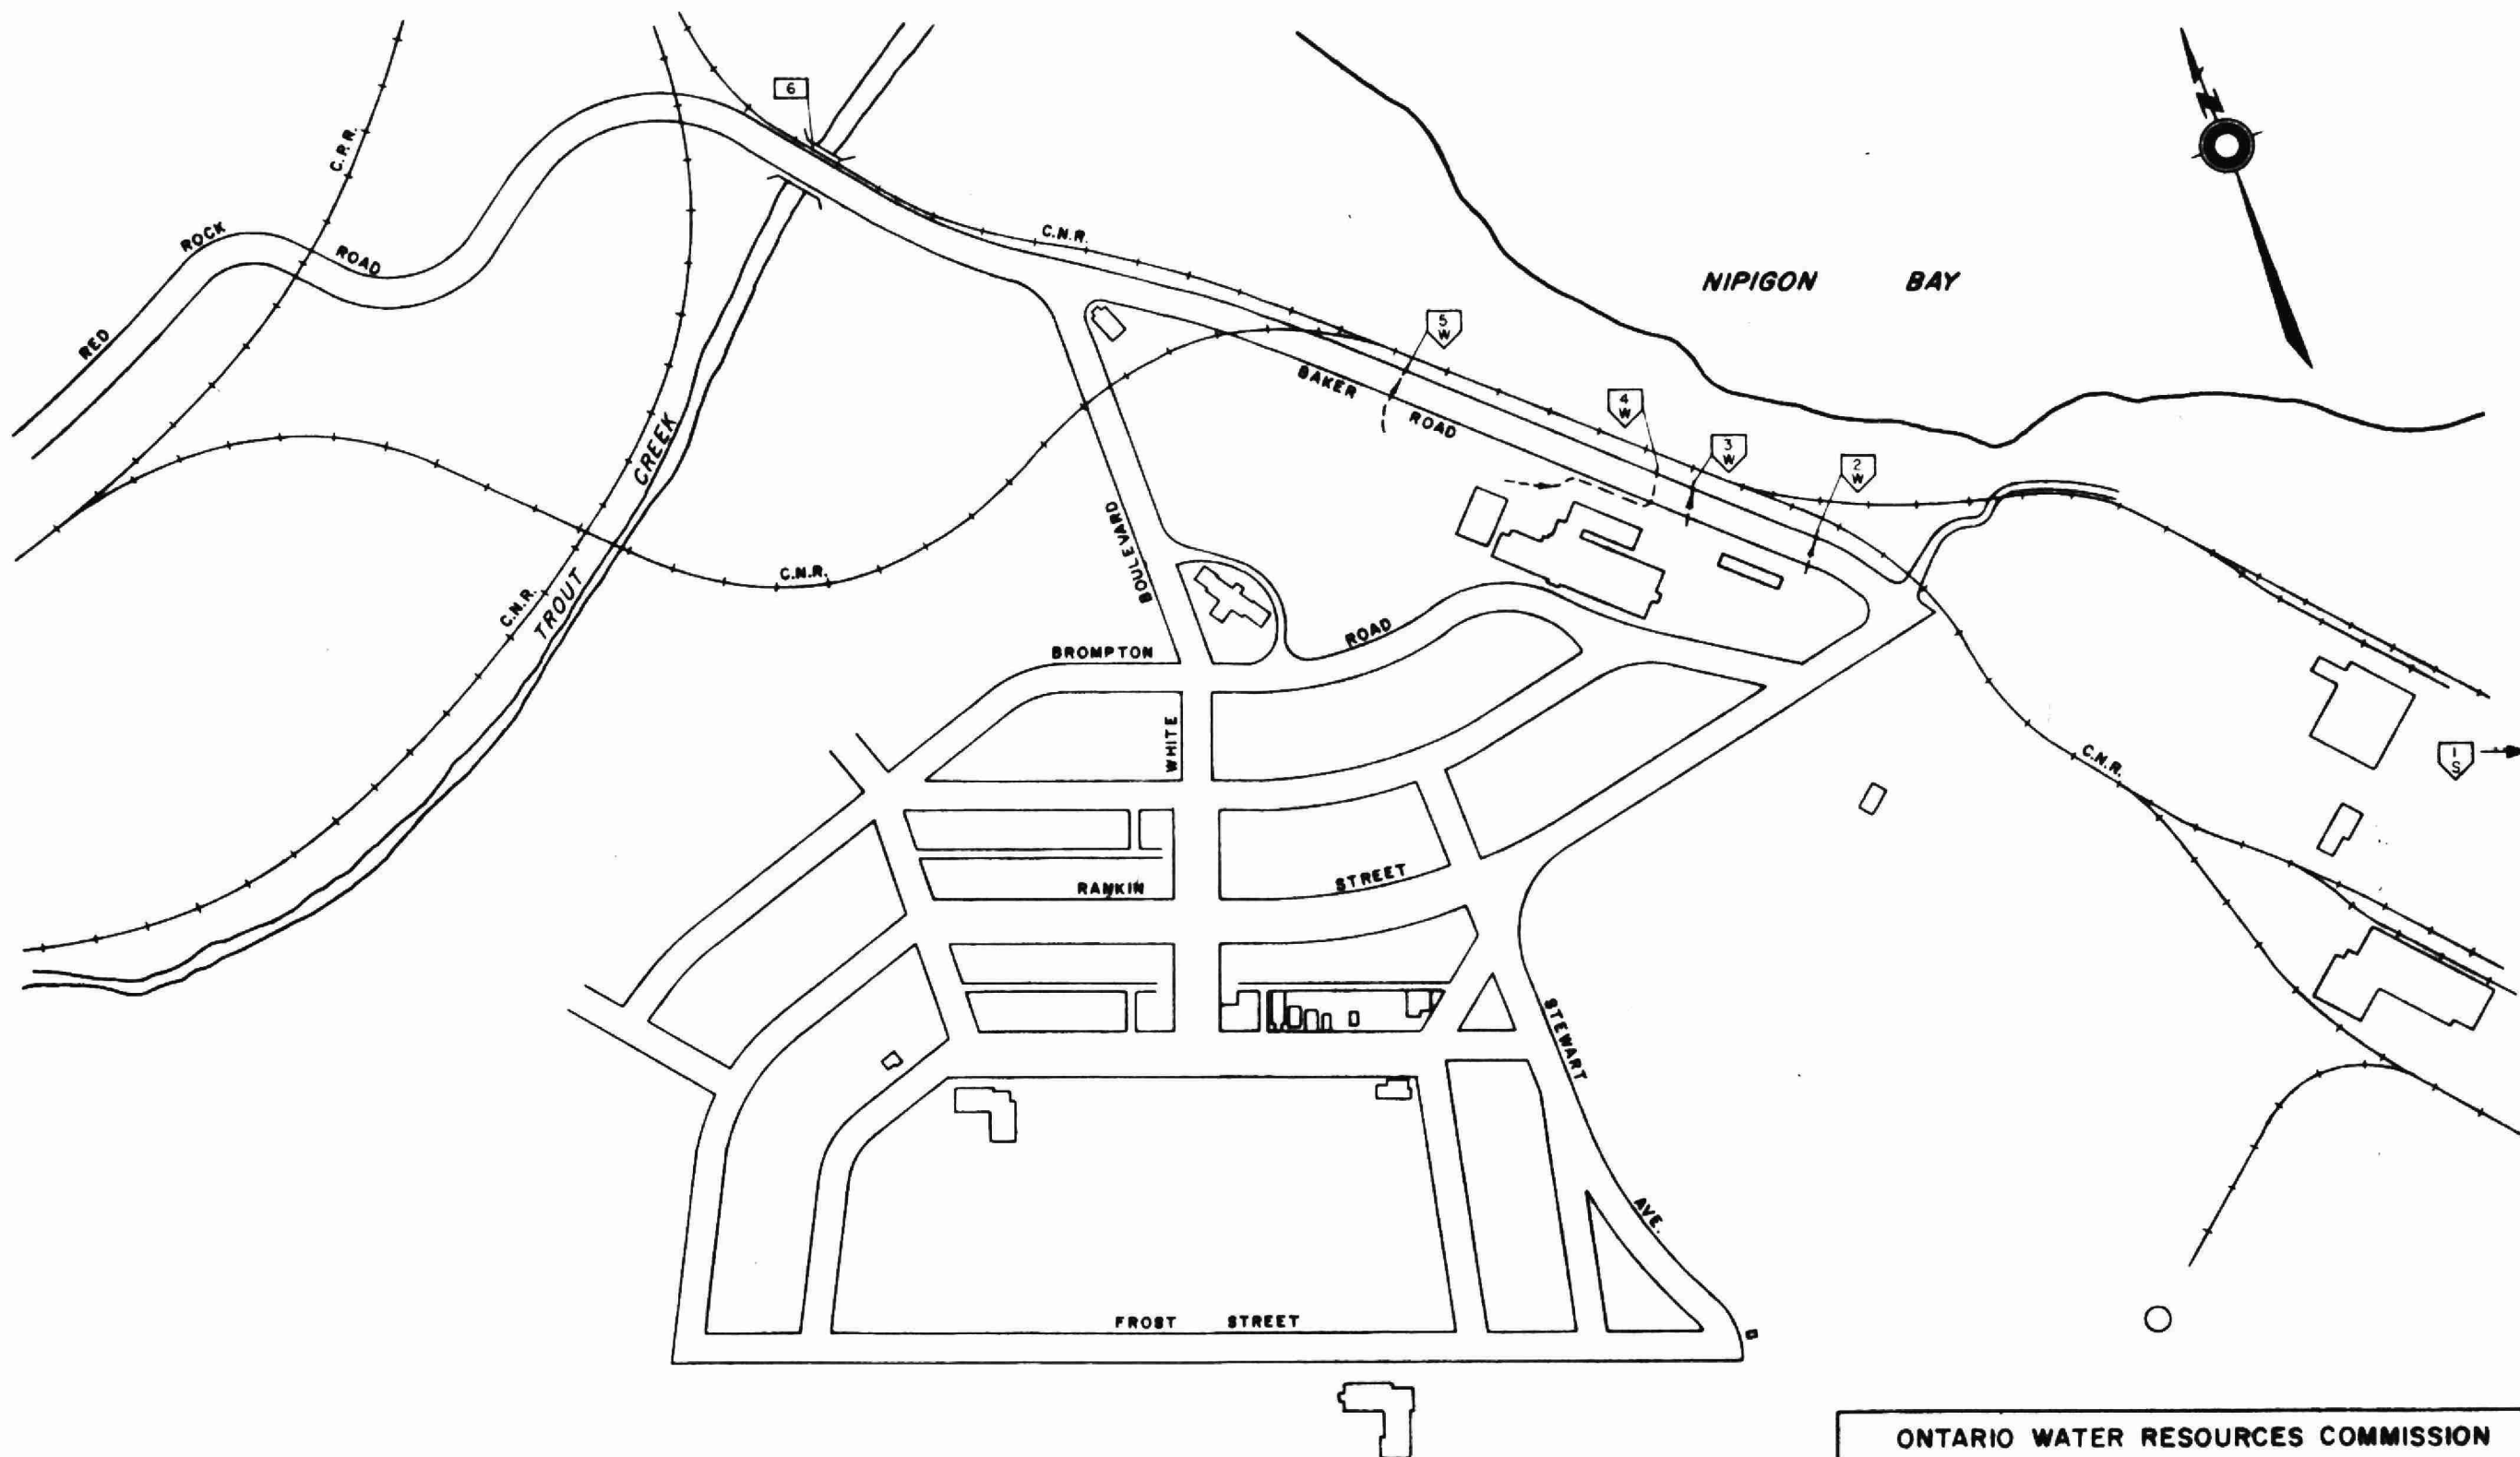 6
N
C.P.R.
RED ROCK ROAD
C.N.R.
NIPIGON BAY
5
W
BAKER ROAD
4
W
3
W
2
W
TROUT CREEK
C.N.R.
C.N.R.
WHITE BOULEVARD
BROMPTON ROAD
C.N.R.
1
S
RANKIN STREET
STEWART AVE.
FROST STREET
ONTARIO WATER RESOURCES COMMISSION